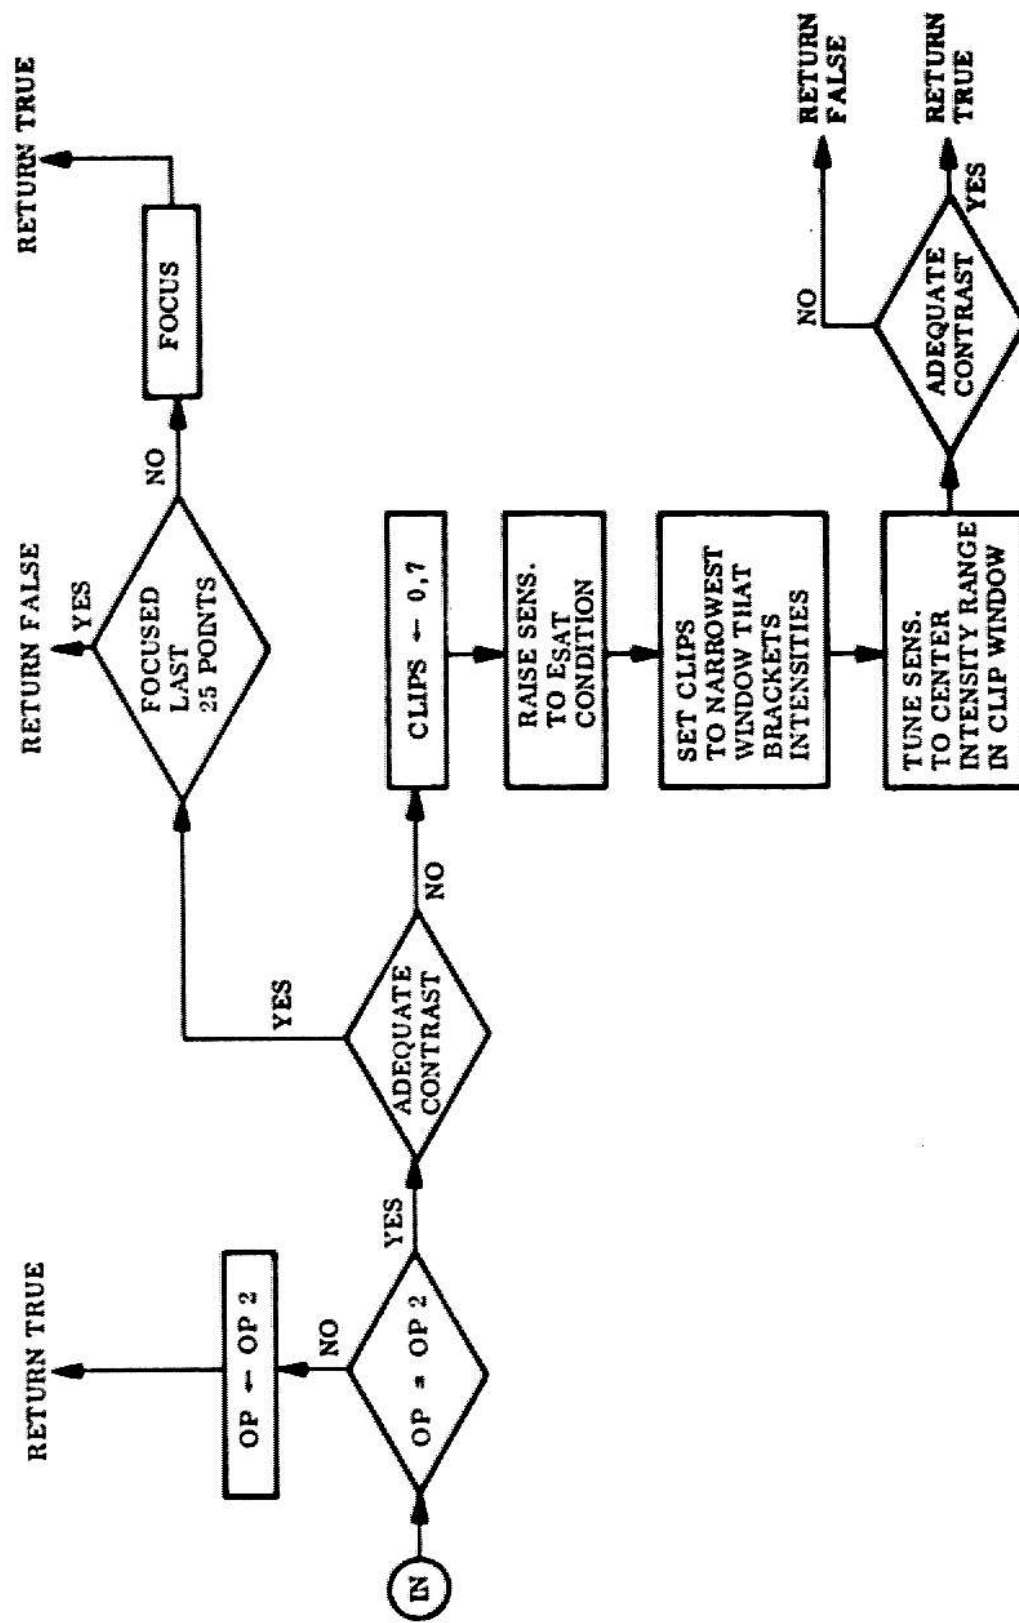 IN
OP = OP 2
NO
OP ← OP 2
RETURN TRUE
YES
ADEQUATE
CONTRAST
YES
FOCUSED
LAST
25 POINTS
YES
RETURN FALSE
NO
FOCUS
RETURN TRUE
NO
CLIPS ← 0,7
RAISE SENS.
TO ESAT
CONDITION
SET CLIPS
TO NARROWEST
WINDOW THAT
BRACKETS
INTENSITIES
TUNE SENS.
TO CENTER
INTENSITY RANGE
IN CLIP WINDOW
ADEQUATE
CONTRAST
NO
RETURN
FALSE
YES
RETURN
TRUE